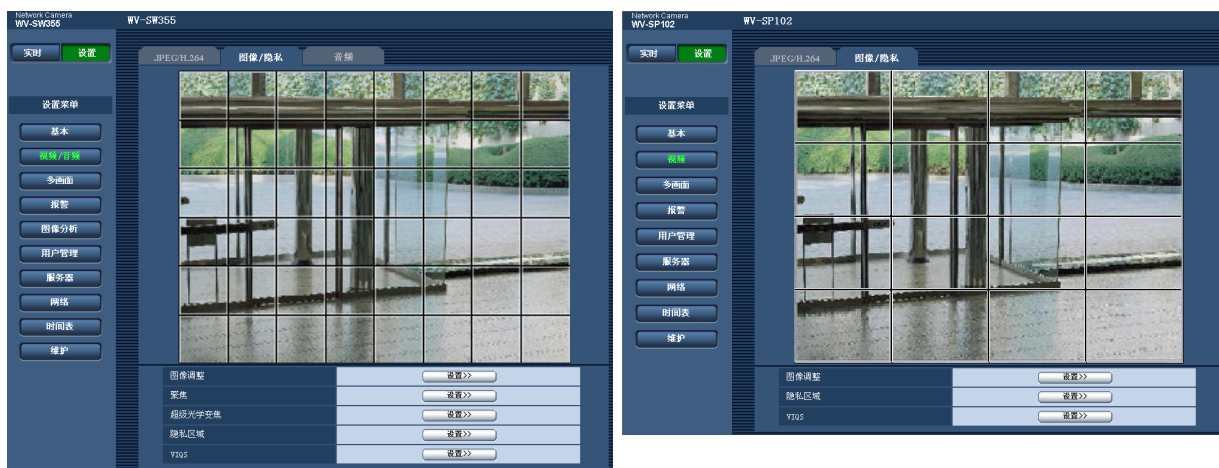 Network Camera
WV-SW355
WV-SW355
实时
设置
JPEG/H.264
图像/隐私
音频
设置菜单
基本
视频/音频
多画面
报警
图像分析
用户管理
服务器
网络
时间表
维护
图像调整
设置>>
聚焦
设置>>
超级光学变焦
设置>>
隐私区域
设置>>
VIQS
设置>>
Network Camera
WV-SP102
WV-SP102
实时
设置
JPEG/H.264
图像/隐私
设置菜单
基本
视频
多画面
报警
用户管理
服务器
网络
时间表
维护
图像调整
设置>>
隐私区域
设置>>
VIQS
设置>>